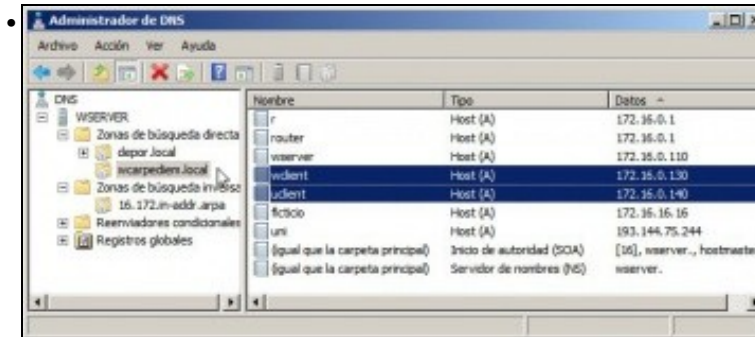 Administrador de DNS
Archivo Acción Ver Ayuda
DNS
WSERVER
Zonas de búsqueda directa
depor.local
wcarpediem.local
Zonas de búsqueda inversa
16.172.in-addr.arpa
Reenviadores condicionales
Registros globales
Nombre Tipo Datos
r Host (A) 172.16.0.1
router Host (A) 172.16.0.1
wserver Host (A) 172.16.0.110
wclient Host (A) 172.16.0.130
uclient Host (A) 172.16.0.140
ficticio Host (A) 172.16.16.16
uni Host (A) 193.144.75.244
(igual que la carpeta principal) Inicio de autoridad (SOA) [16], wserver., hostmaste
(igual que la carpeta principal) Servidor de nombres (NS) wserver.